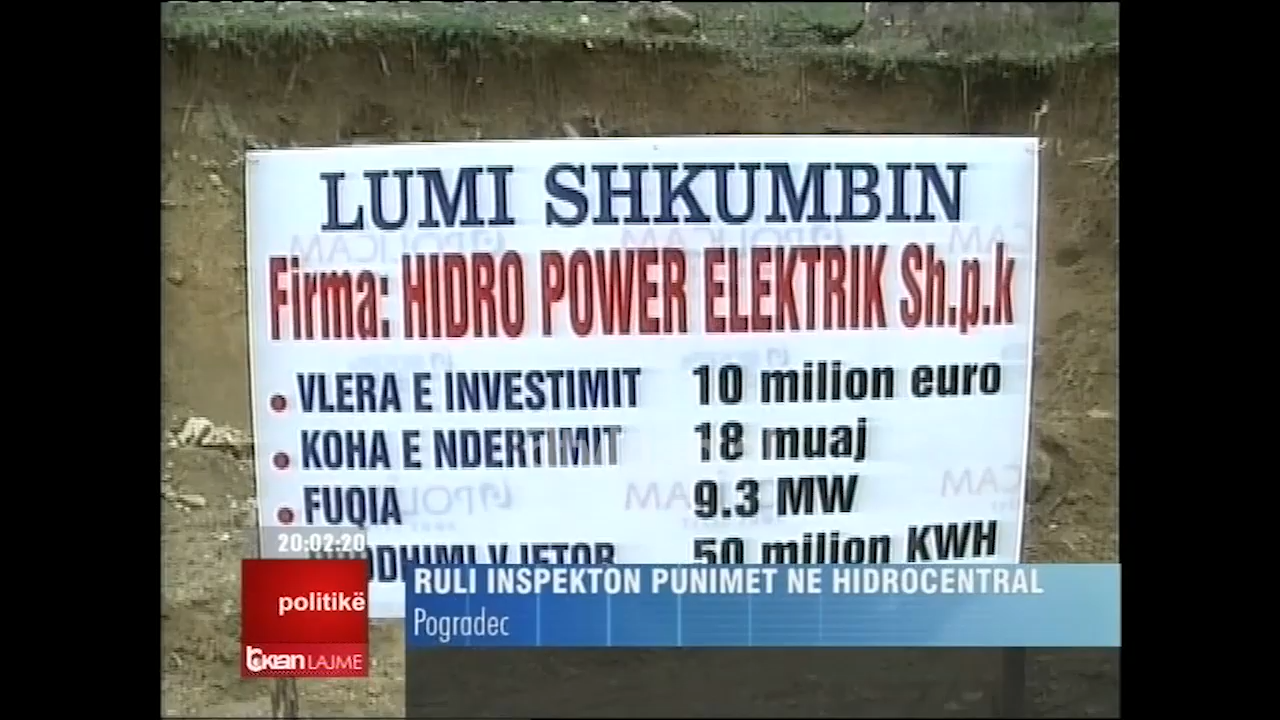 LUMI SHKUMBIN
Firma: HIDRO POWER ELEKTRIK Sh.p.k
• VLERA E INVESTIMIT 10 milion euro
• KOHA E NDERTIMIT 18 muaj
• FUQIA 9.3 MW
VJETOR 50 milion KWH
20:02:20
politikë
RULI INSPEKTON PUNIMET NE HIDROCENTRAL
Pogradec
LAJME